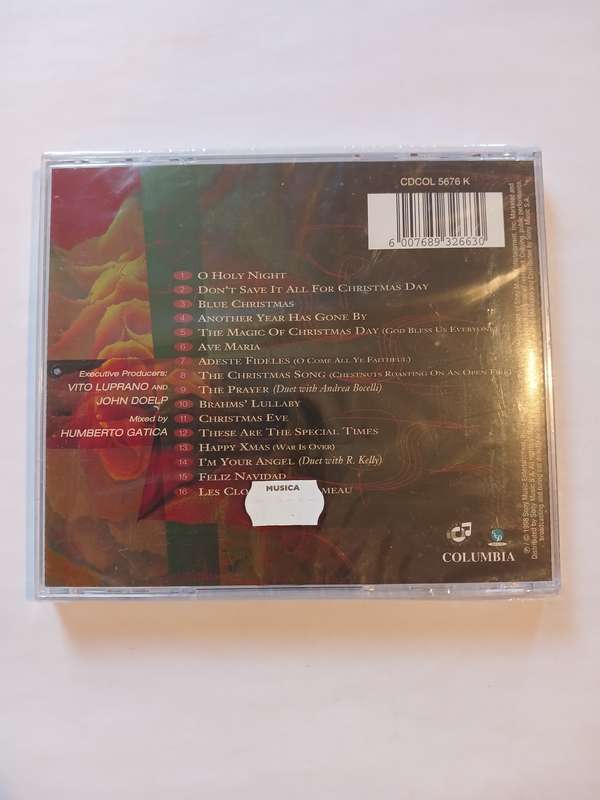 CDCOL 5676 K
6 007689 326630
1 O HOLY NIGHT
2 DON'T SAVE IT ALL FOR CHRISTMAS DAY
3 BLUE CHRISTMAS
4 ANOTHER YEAR HAS GONE BY
5 THE MAGIC OF CHRISTMAS DAY (GOD BLESS US EVERYONE)
6 AVE MARIA
7 ADESTE FIDELES (O COME ALL YE FAITHFUL)
8 THE CHRISTMAS SONG (CHESTNUTS ROASTING ON AN OPEN FIRE)
9 THE PRAYER (Duet with Andrea Bocelli)
10 BRAHMS' LULLABY
11 CHRISTMAS EVE
12 THESE ARE THE SPECIAL TIMES
13 HAPPY XMAS (WAR IS OVER)
14 I'M YOUR ANGEL (Duet with R. Kelly)
15 FELIZ NAVIDAD
16 LES CLO MEAU
Executive Producers:
VITO LUPRANO AND
JOHN DOELP
Mixed by
HUMBERTO GATICA
MUSICA
COLUMBIA